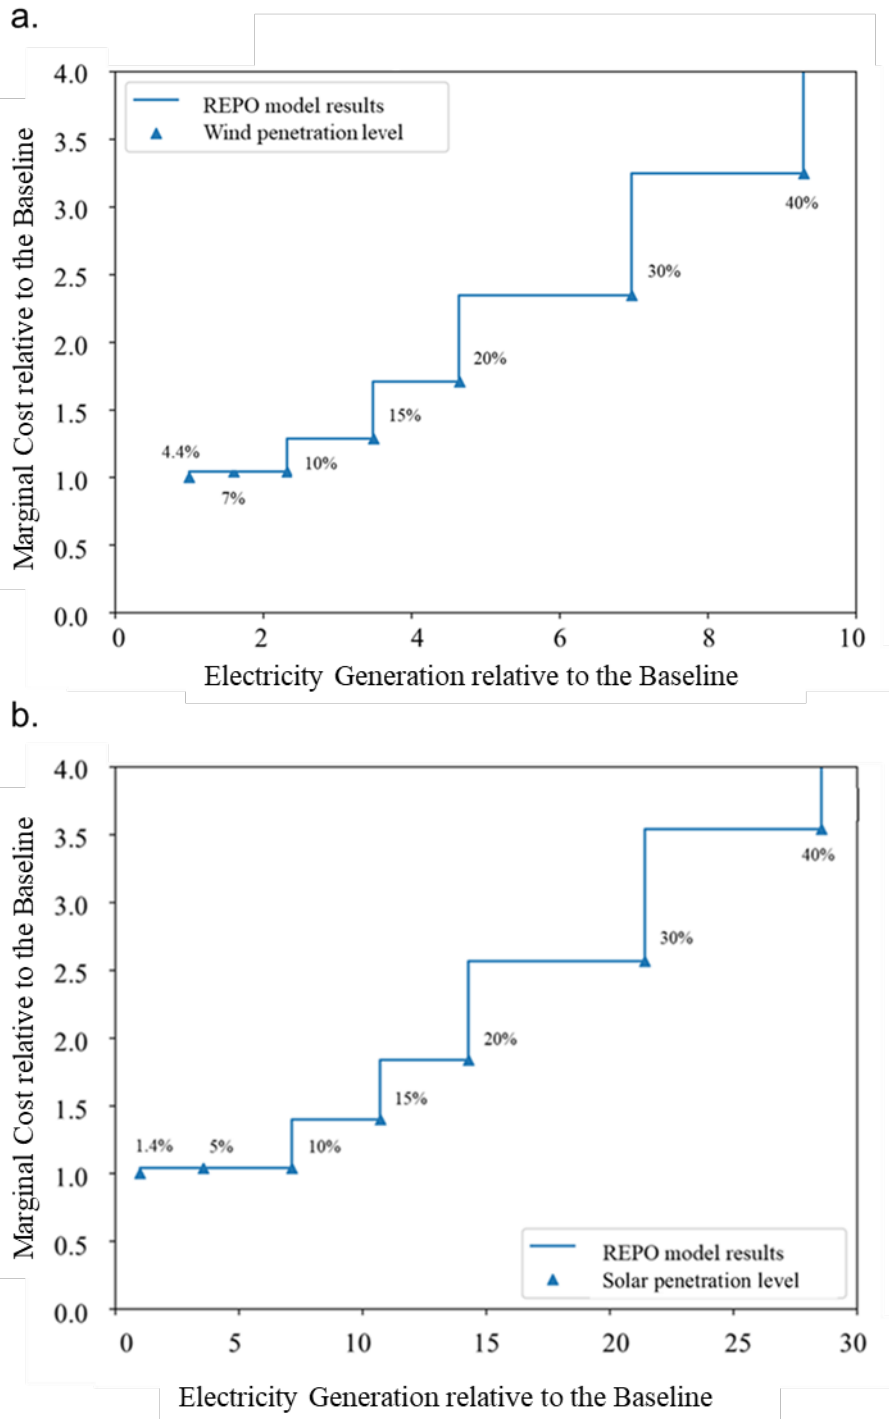 a.
4.0
REPO model results
Wind penetration level
3.5
3.0
40%
2.5
30%
2.0
20%
1.5
15%
4.4%
10%
1.0
7%
0.5
0.0
0 2 4 6 8 10
Marginal Cost relative to the Baseline
Electricity Generation relative to the Baseline
b.
4.0
3.5
40%
3.0
30%
2.5
2.0
20%
1.5
15%
1.4% 5% 10%
1.0
0.5
REPO model results
Solar penetration level
0.0
0 5 10 15 20 25 30
Marginal Cost relative to the Baseline
Electricity Generation relative to the Baseline